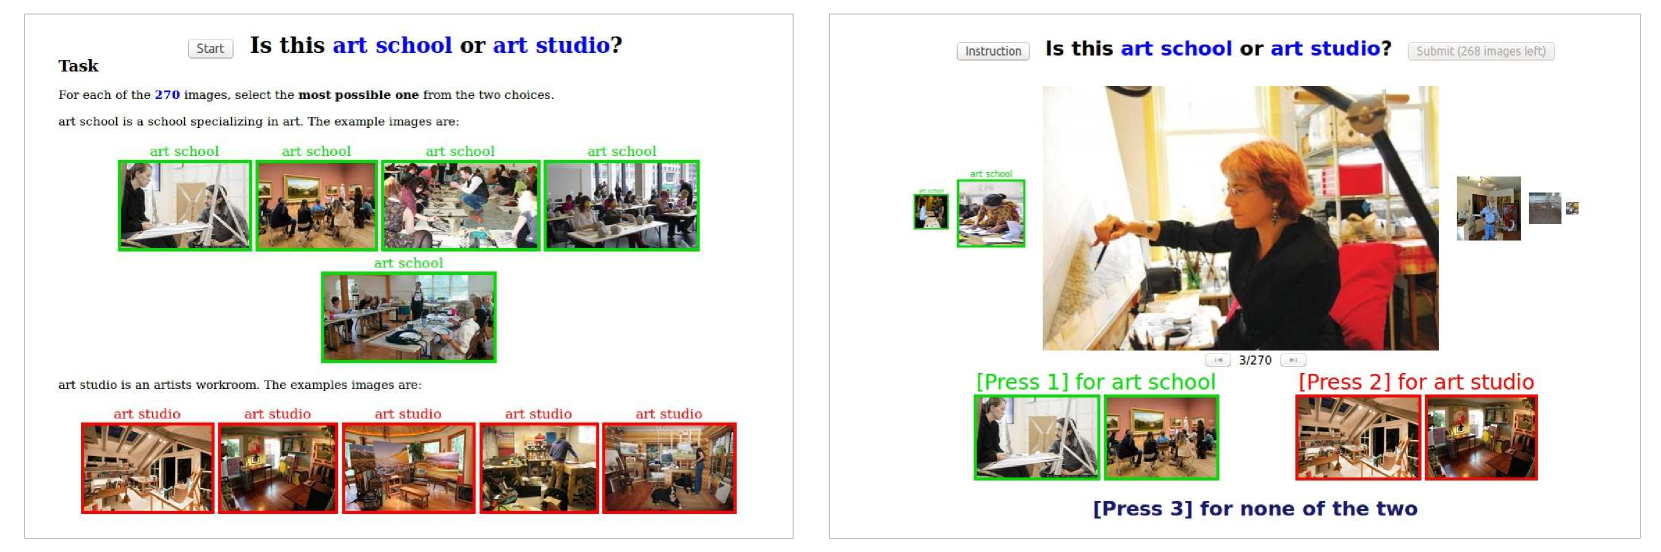 Start
Is this art school or art studio?
Task
For each of the 270 images, select the most possible one from the two choices.
art school is a school specializing in art. The example images are:
art school
art school
art school
art school
art school
art studio is an artists workroom. The examples images are:
art studio
art studio
art studio
art studio
art studio
Instruction
Is this art school or art studio?
Submit (268 images left)
art school
art school
3/270
[Press 1] for art school
[Press 2] for art studio
[Press 3] for none of the two